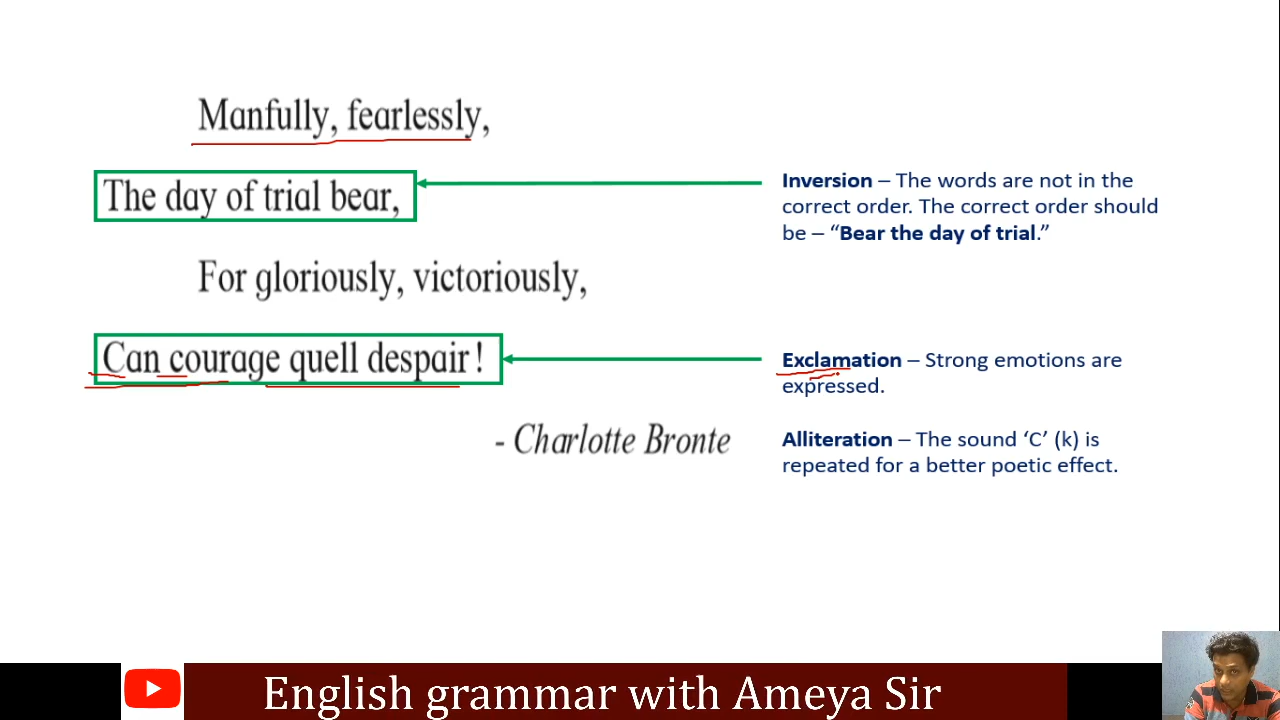 Manfully, fearlessly,
The day of trial bear,
For gloriously, victoriously,
Can courage quell despair !
- Charlotte Bronte
Inversion – The words are not in the
correct order. The correct order should
be – “Bear the day of trial.”
Exclamation – Strong emotions are
expressed.
Alliteration – The sound ‘C’ (k) is
repeated for a better poetic effect.
English grammar with Ameya Sir